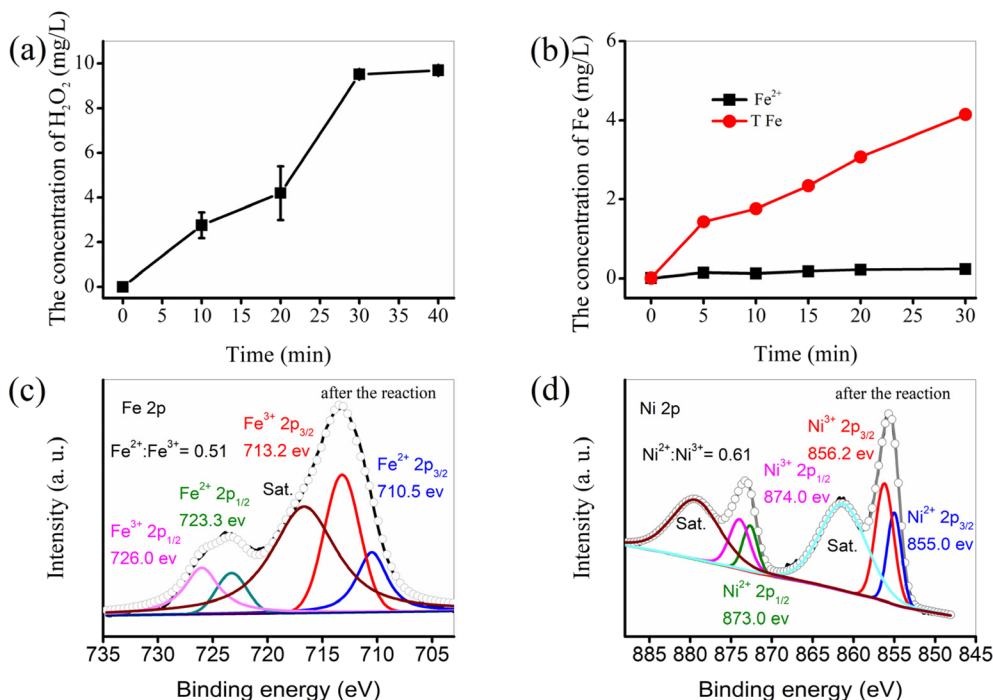 (a)
The concentration of H₂O₂ (mg/L)
10
8
6
4
2
0
0 5 10 15 20 25 30 35 40
Time (min)
(b)
The concentration of Fe (mg/L)
6
4
2
0
Fe²⁺
T Fe
0 5 10 15 20 25 30
Time (min)
(c)
after the reaction
Fe 2p
Fe²⁺:Fe³⁺= 0.51
Fe³⁺ 2p₃/₂
713.2 ev
Fe²⁺ 2p₃/₂
710.5 ev
Sat.
Fe²⁺ 2p₁/₂
723.3 ev
Fe³⁺ 2p₁/₂
726.0 ev
Intensity (a. u.)
735 730 725 720 715 710 705
Binding energy (eV)
(d)
after the reaction
Ni 2p
Ni²⁺:Ni³⁺= 0.61
Ni³⁺ 2p₃/₂
856.2 ev
Ni³⁺ 2p₁/₂
874.0 ev
Ni²⁺ 2p₃/₂
855.0 ev
Sat.
Sat.
Ni²⁺ 2p₁/₂
873.0 ev
Intensity (a. u.)
885 880 875 870 865 860 855 850 845
Binding energy (eV)